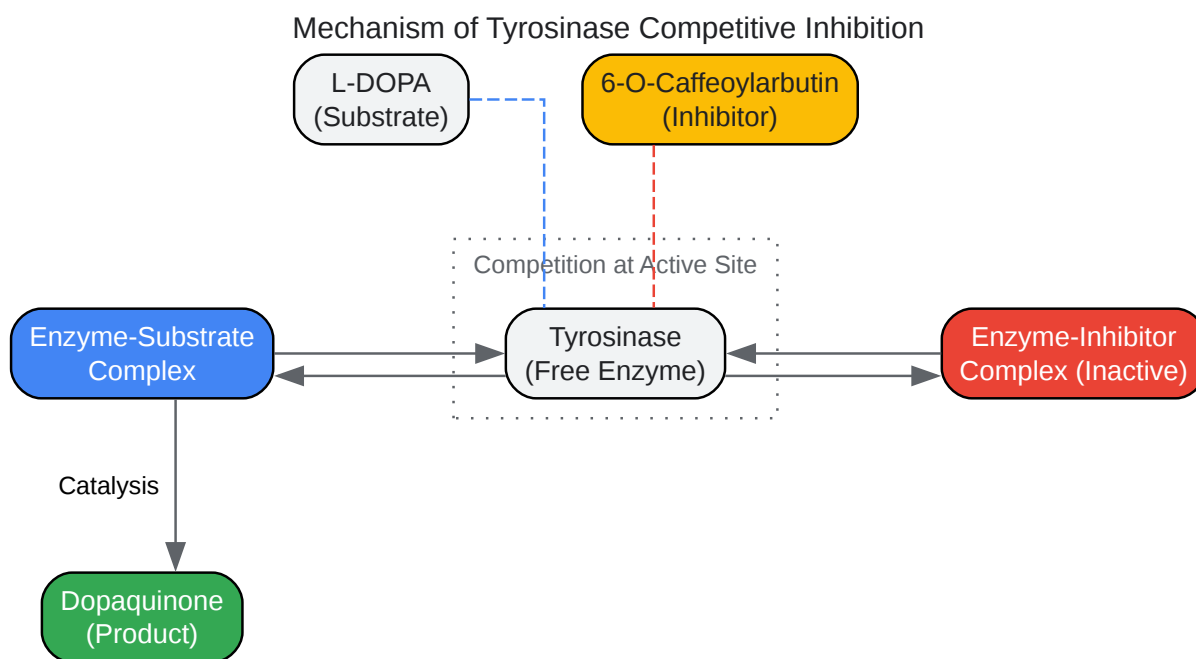 Mechanism of Tyrosinase Competitive Inhibition
L-DOPA
(Substrate)
6-O-Caffeoylarbutin
(Inhibitor)
Competition at Active Site
Enzyme-Substrate
Complex
Tyrosinase
(Free Enzyme)
Enzyme-Inhibitor
Complex (Inactive)
Catalysis
Dopaquinone
(Product)